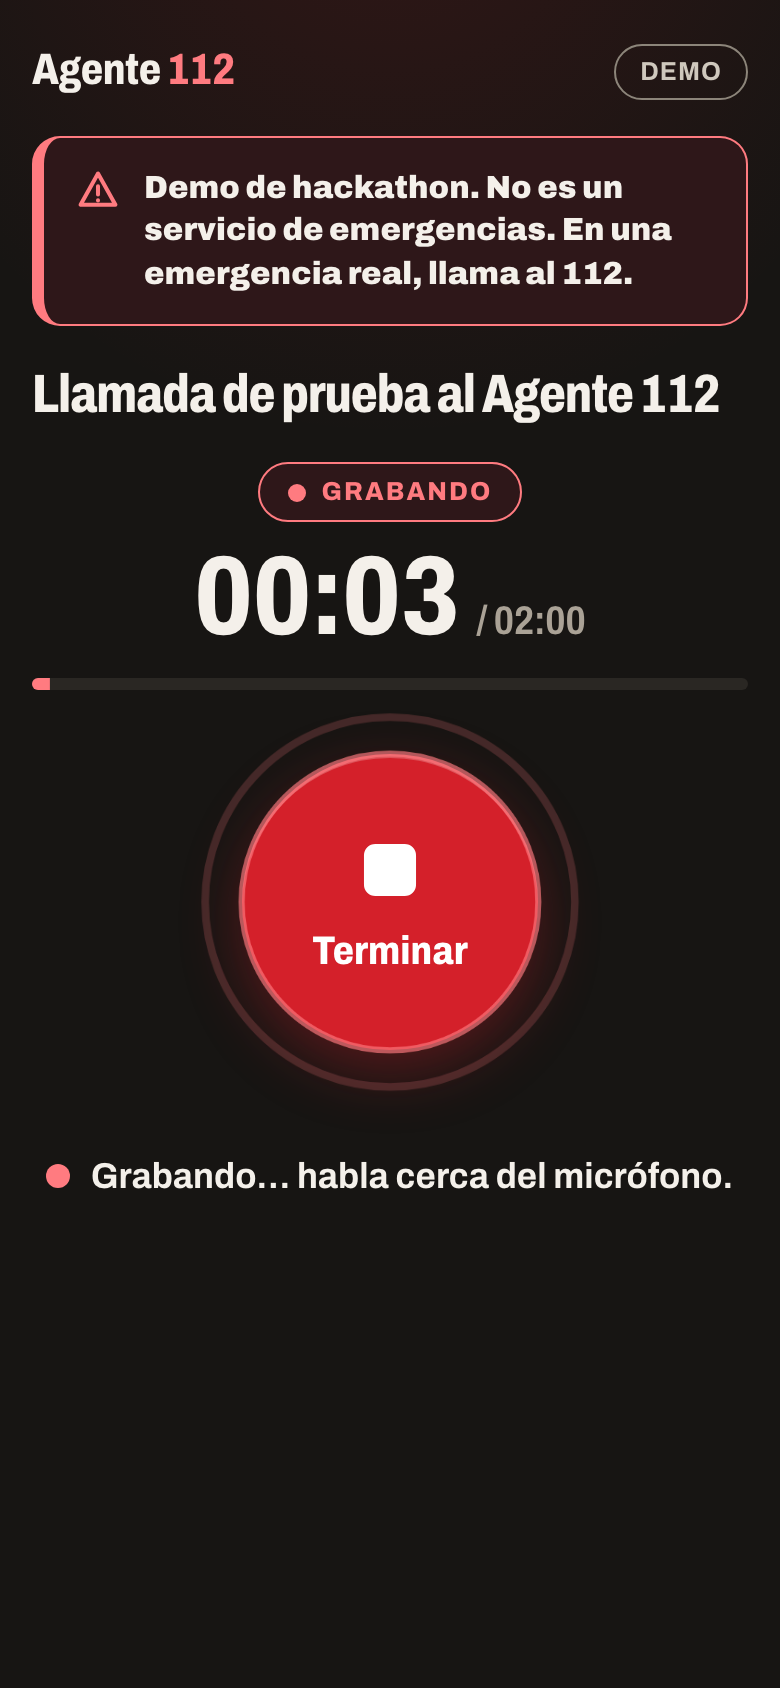 Agente 112
DEMO
Demo de hackathon. No es un
servicio de emergencias. En una
emergencia real, llama al 112.
Llamada de prueba al Agente 112
GRABANDO
00:03 / 02:00
Terminar
Grabando… habla cerca del micrófono.